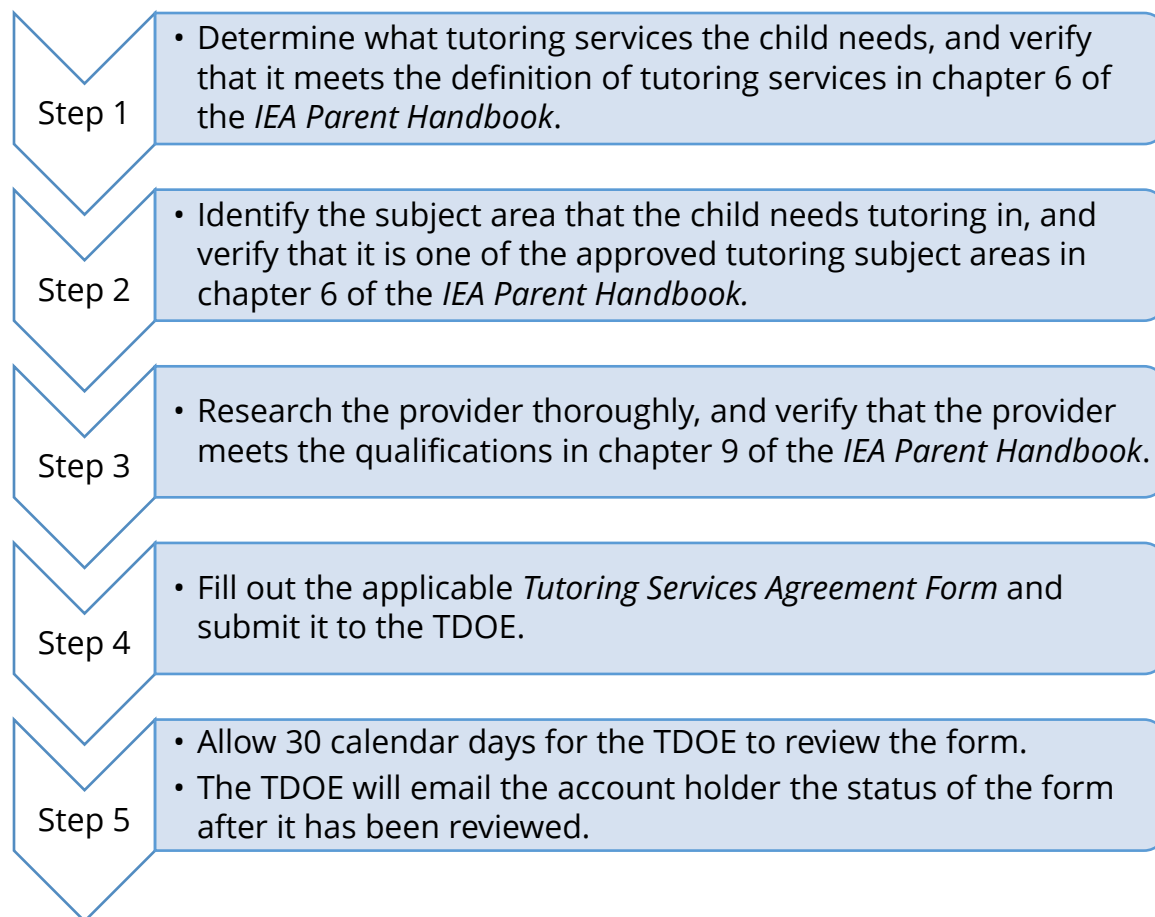 Step 1
• Determine what tutoring services the child needs, and verify
that it meets the definition of tutoring services in chapter 6 of
the IEA Parent Handbook.
Step 2
• Identify the subject area that the child needs tutoring in, and
verify that it is one of the approved tutoring subject areas in
chapter 6 of the IEA Parent Handbook.
Step 3
• Research the provider thoroughly, and verify that the provider
meets the qualifications in chapter 9 of the IEA Parent Handbook.
Step 4
• Fill out the applicable Tutoring Services Agreement Form and
submit it to the TDOE.
Step 5
• Allow 30 calendar days for the TDOE to review the form.
• The TDOE will email the account holder the status of the form
after it has been reviewed.